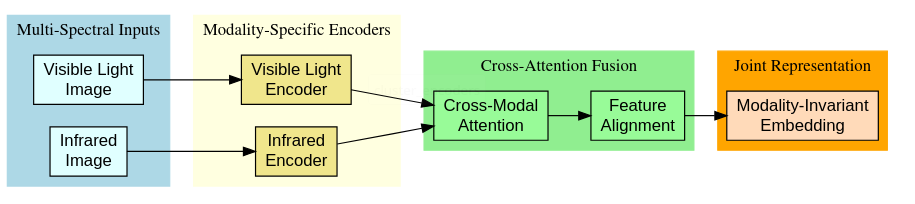 Multi-Spectral Inputs
Visible Light
Image
Infrared
Image
Modality-Specific Encoders
Visible Light
Encoder
Infrared
Encoder
Cross-Attention Fusion
Cross-Modal
Attention
Feature
Alignment
Joint Representation
Modality-Invariant
Embedding